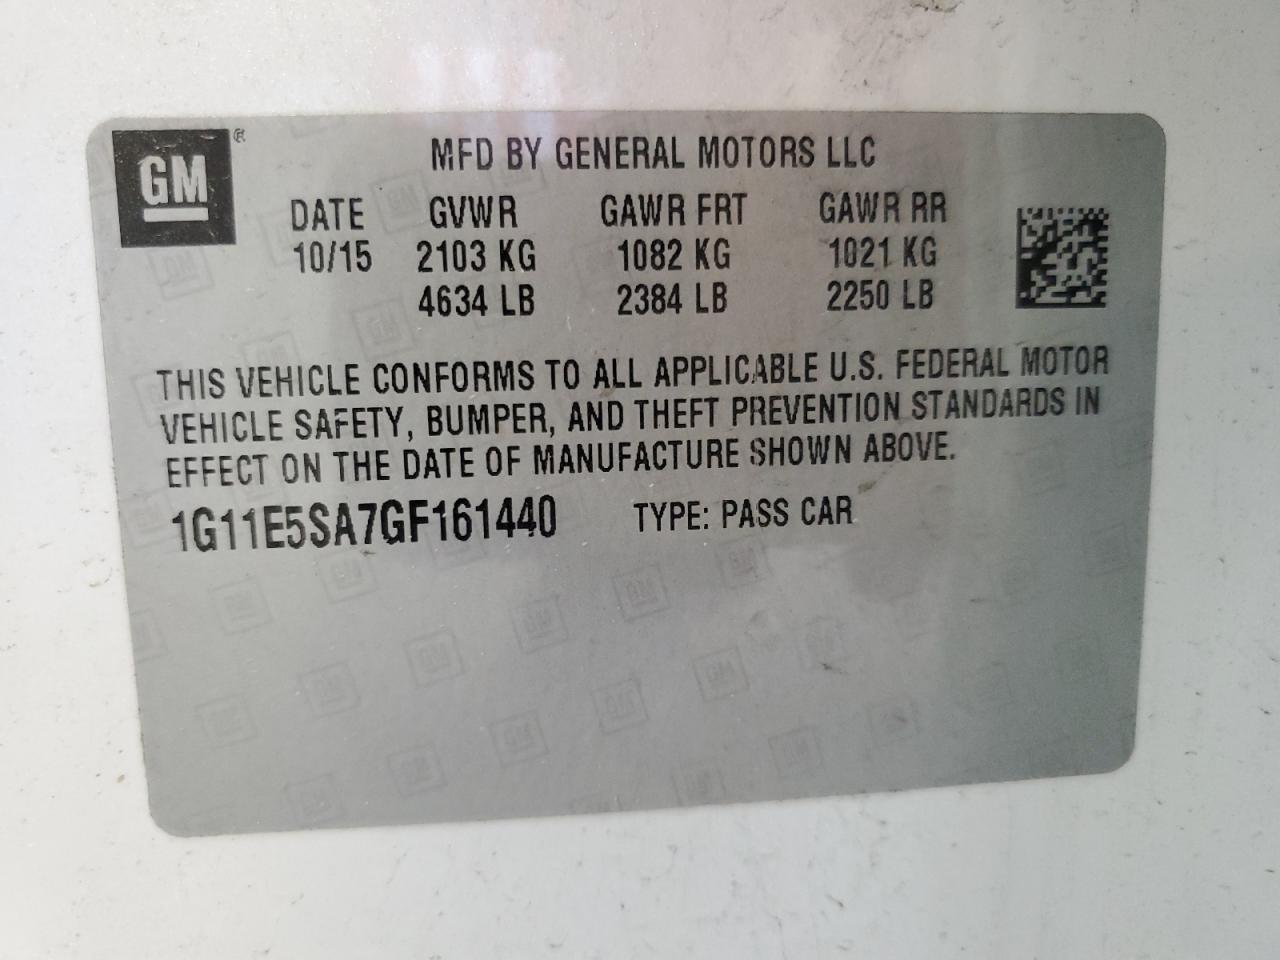 GM ®
MFD BY GENERAL MOTORS LLC
DATE GVWR GAWR FRT GAWR RR
10/15 2103 KG 1082 KG 1021 KG
4634 LB 2384 LB 2250 LB
THIS VEHICLE CONFORMS TO ALL APPLICABLE U.S. FEDERAL MOTOR
VEHICLE SAFETY, BUMPER, AND THEFT PREVENTION STANDARDS IN
EFFECT ON THE DATE OF MANUFACTURE SHOWN ABOVE.
1G11E5SA7GF161440 TYPE: PASS CAR